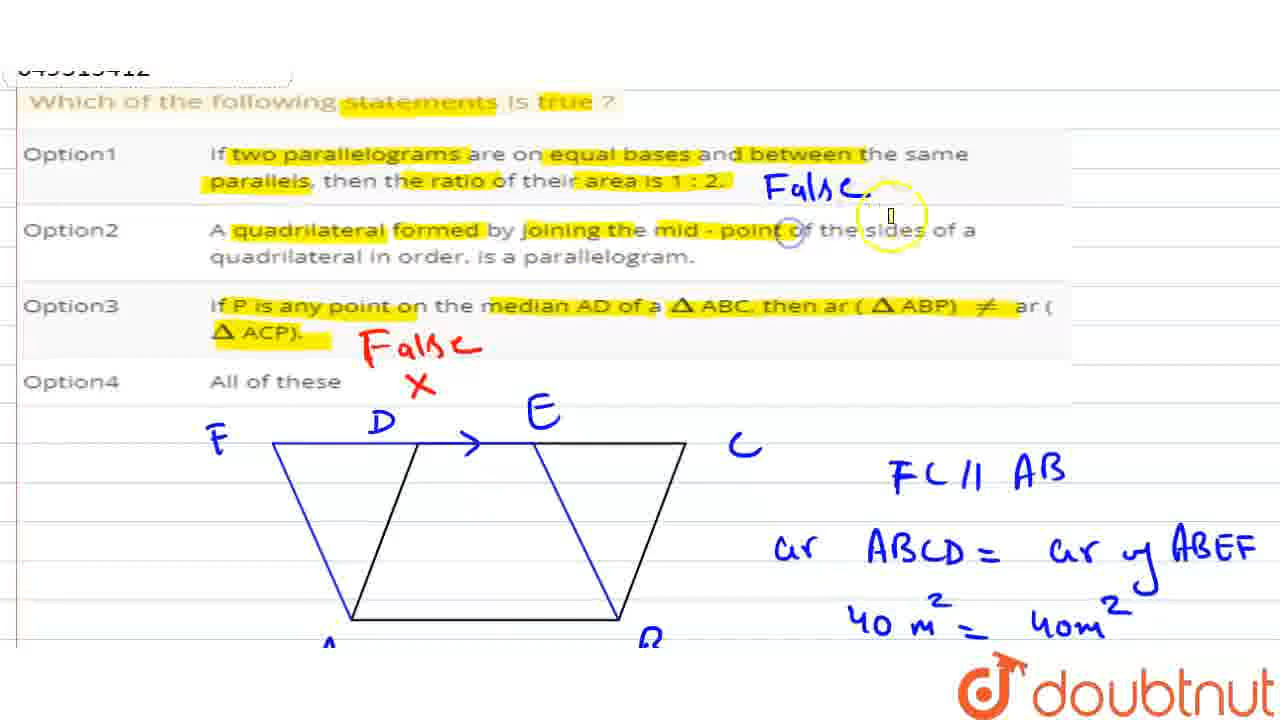 Which of the following statements is true ?
Option1 If two parallelograms are on equal bases and between the same
parallels, then the ratio of their area is 1 : 2.
False.
Option2 A quadrilateral formed by joining the mid - point of the sides of a
quadrilateral in order, is a parallelogram.
Option3 If P is any point on the median AD of a Δ ABC, then ar ( Δ ABP) ≠ ar (
Δ ACP).
False
Option4 All of these
X
F D E C
FC // AB
ar ABCD = ar of ABEF
40 m² = 40m²
A B
doubtnut